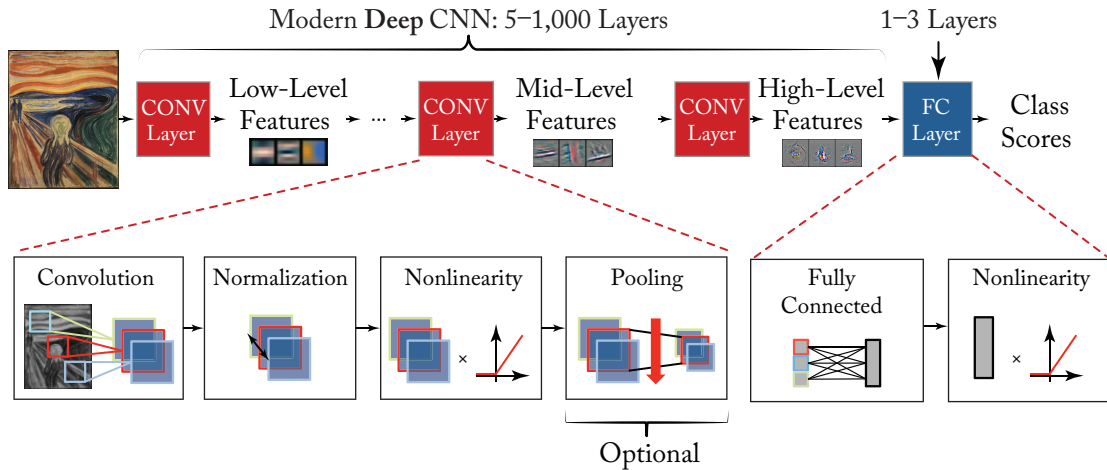 Modern Deep CNN: 5–1,000 Layers
1–3 Layers
CONV
Layer
Low-Level
Features
...
CONV
Layer
Mid-Level
Features
CONV
Layer
High-Level
Features
FC
Layer
Class
Scores
Convolution
Normalization
Nonlinearity
×
Pooling
Optional
Fully
Connected
Nonlinearity
×